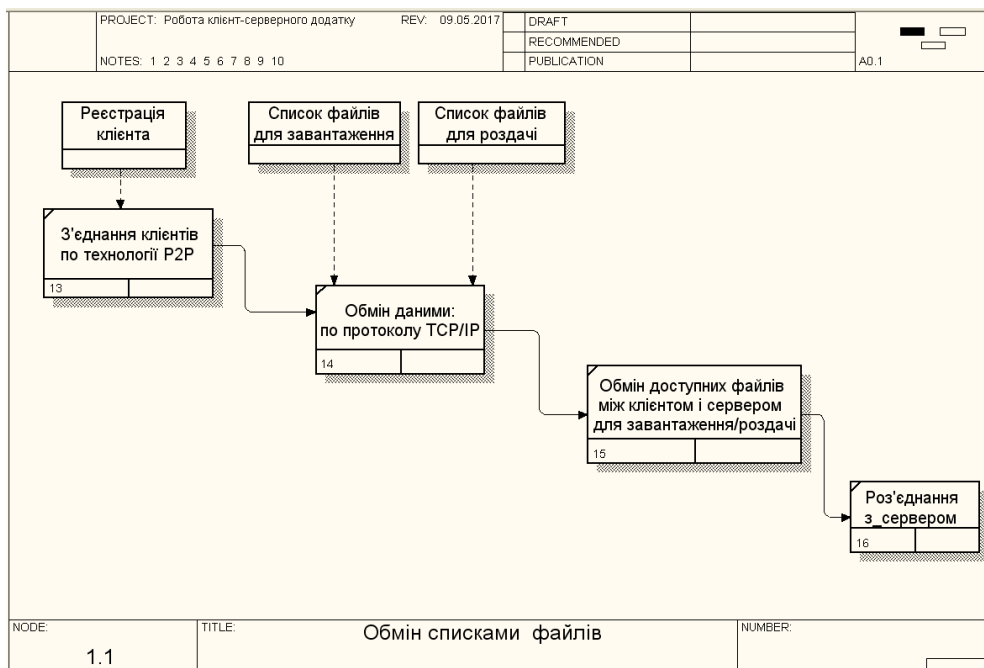 PROJECT: Робота клієнт-серверного додатку
REV: 09.05.2017
DRAFT
RECOMMENDED
NOTES: 1 2 3 4 5 6 7 8 9 10
PUBLICATION
A0.1
Реєстрація
клієнта
Список файлів
для завантаження
Список файлів
для роздачі
З'єднання клієнтів
по технології P2P
13
Обмін даними:
по протоколу TCP/IP
14
Обмін доступних файлів
між клієнтом і сервером
для завантаження/роздачі
15
Роз'єднання
з_сервером
16
NODE:
1.1
TITLE:
Обмін списками файлів
NUMBER: